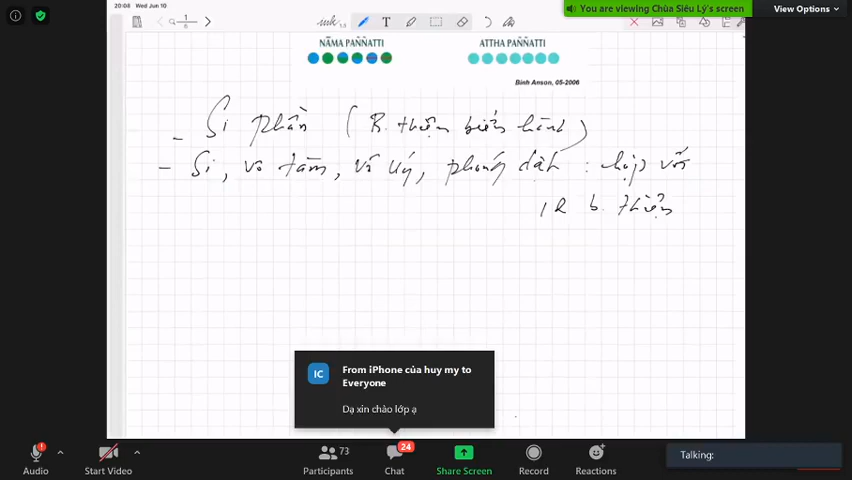 20:08 Wed Jun 10
You are viewing Chùa Siêu Lý's screen
View Options
1
6
NĀMA PAÑÑATTI
ATTHA PAÑÑATTI
Binh Anson, 05-2006
- Si phần ( B. thiện biến hành )
- Si, vô tàm, vô úy, phóng dật : hợp với
12 b. thiện
IC
From iPhone của huy my to
Everyone
Dạ xin chào lớp ạ
73
24
Talking:
Audio
Start Video
Participants
Chat
Share Screen
Record
Reactions